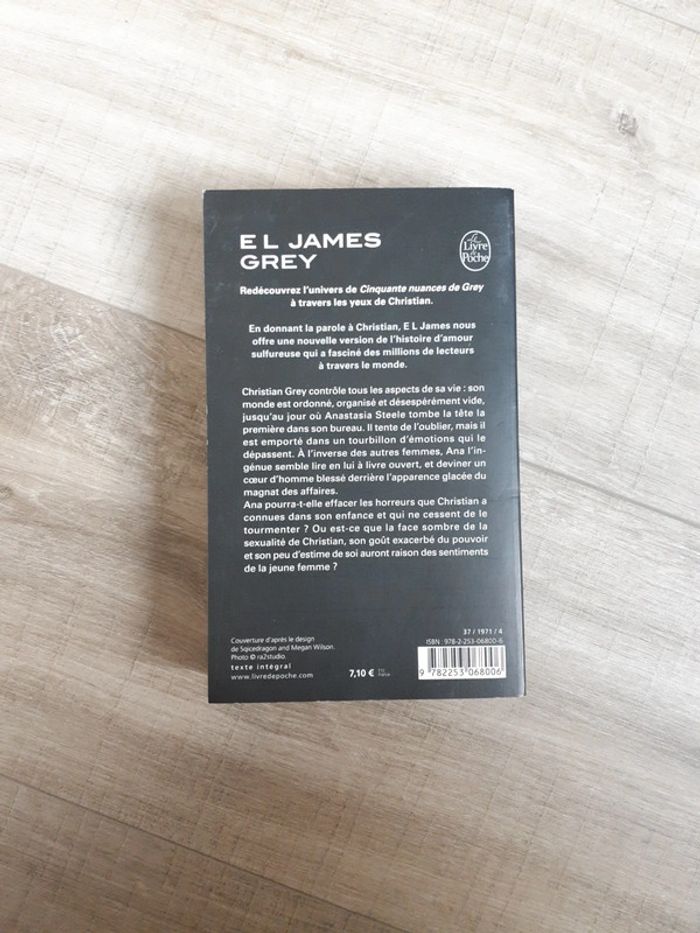 E L JAMES
GREY
Le
Livre
de
Poche
Redécouvrez l'univers de Cinquante nuances de Grey
à travers les yeux de Christian.
En donnant la parole à Christian, E L James nous
offre une nouvelle version de l'histoire d'amour
sulfureuse qui a fasciné des millions de lecteurs
à travers le monde.
Christian Grey contrôle tous les aspects de sa vie : son
monde est ordonné, organisé et désespérément vide,
jusqu'au jour où Anastasia Steele tombe la tête la
première dans son bureau. Il tente de l'oublier, mais il
est emporté dans un tourbillon d'émotions qui le
dépassent. À l'inverse des autres femmes, Ana l'in-
génue semble lire en lui à livre ouvert, et deviner un
cœur d'homme blessé derrière l'apparence glacée du
magnat des affaires.
Ana pourra-t-elle effacer les horreurs que Christian a
connues dans son enfance et qui ne cessent de le
tourmenter ? Ou est-ce que la face sombre de la
sexualité de Christian, son goût exacerbé du pouvoir
et son peu d'estime de soi auront raison des sentiments
de la jeune femme ?
Couverture d'après le design
de Sqicedragon and Megan Wilson.
Photo © ra2studio.
texte intégral
www.livredepoche.com
7,10 €
France
37 / 1971 / 4
ISBN : 978-2-253-06800-6
9 782253 068006